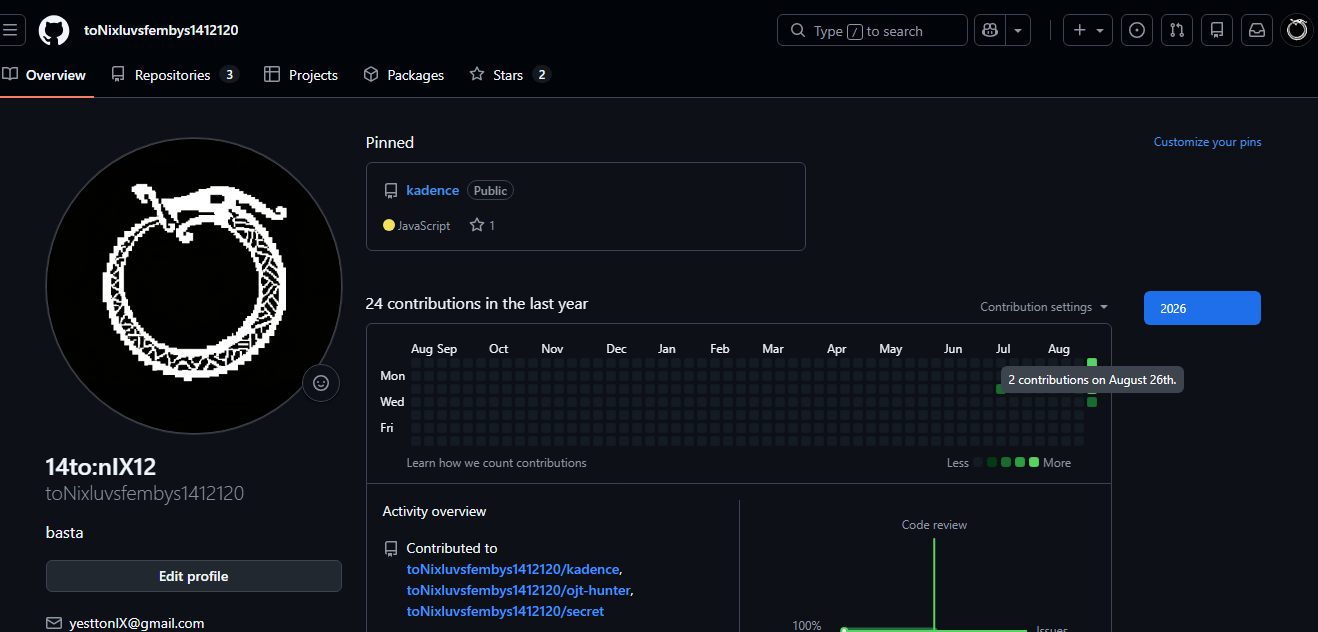 toNixluvsfembys1412120
Type / to search
Overview
Repositories 3
Projects
Packages
Stars 2
Pinned
Customize your pins
kadence Public
JavaScript 1
24 contributions in the last year
Contribution settings
2026
Aug Sep Oct Nov Dec Jan Feb Mar Apr May Jun Jul Aug
Mon
2 contributions on August 26th.
Wed
Fri
Learn how we count contributions
Less More
14to:nIX12
toNixluvsfembys1412120
basta
Edit profile
yesttonIX@gmail.com
Activity overview
Contributed to
toNixluvsfembys1412120/kadence,
toNixluvsfembys1412120/ojt-hunter,
toNixluvsfembys1412120/secret
Code review
100%
Issues